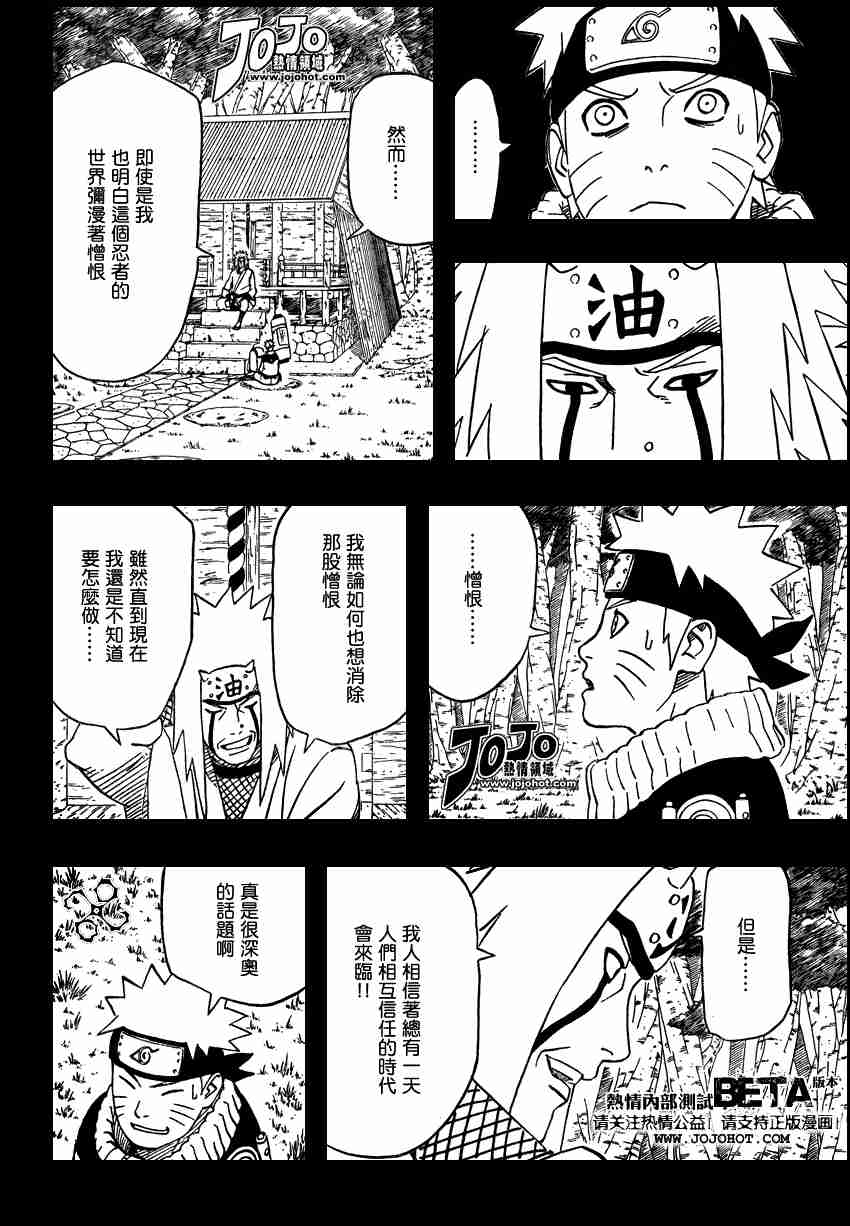 ………
油
然而……
即使是我
也明白這個忍者的
世界彌漫著憎恨
JOJO
熱情領域
www.jojohot.com
……憎恨……
JOJO
熱情領域
www.jojohot.com
我無論如何也想消除
那股憎恨
雖然直到現在
我還是不知道
要怎麼做……
油
但是……
我人相信著總有一天
人們相互信任的時代
會來臨!!
真是很深奧
的話題啊
熱情內部測試BETA版本
请关注热情公益 请支持正版漫画
WWW.JOJOHOT.COM